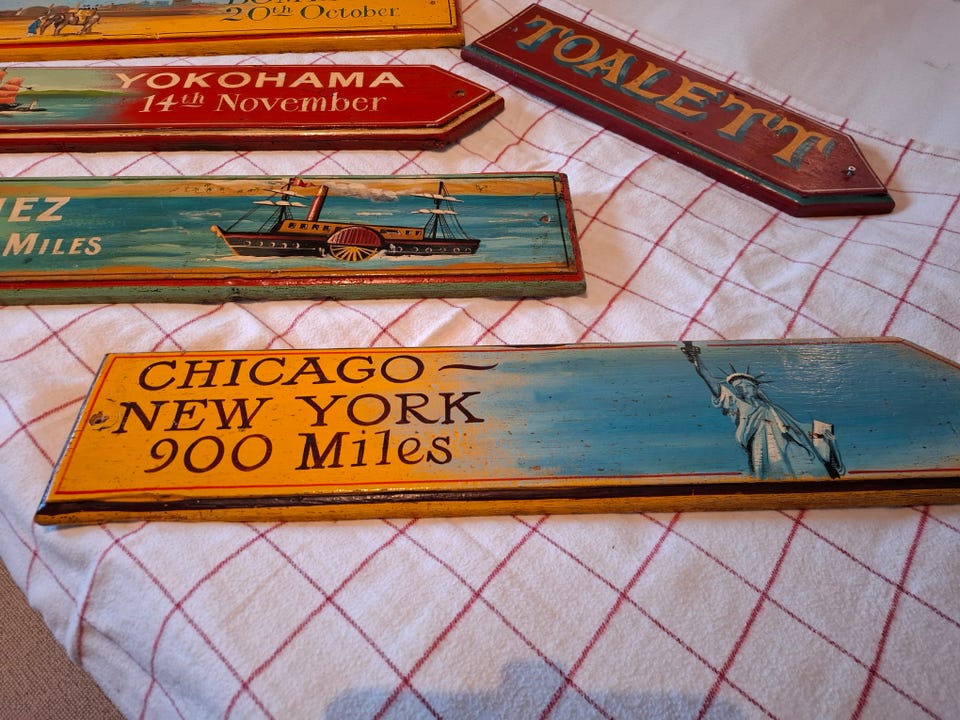 20th October
YOKOHAMA
14th November
TOALETT
MILES
CHICAGO ~
NEW YORK
900 Miles